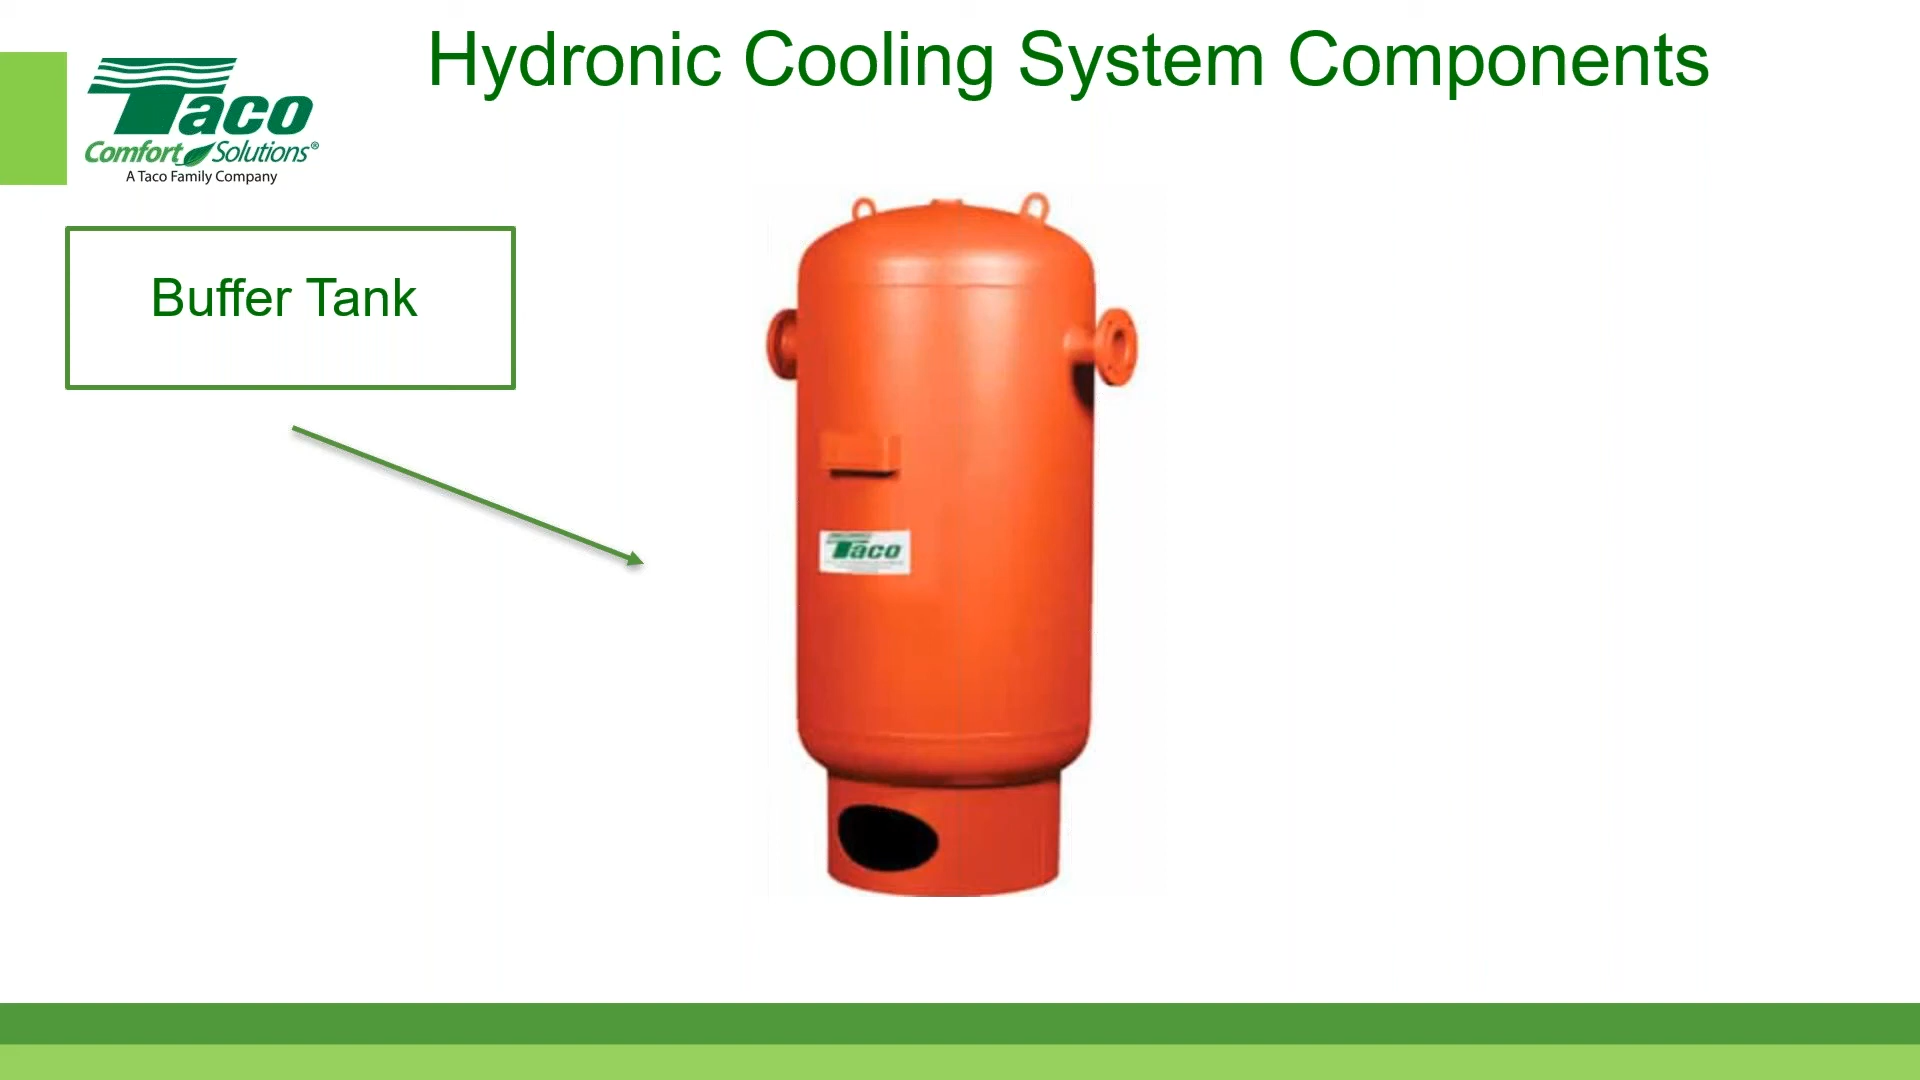 Hydronic Cooling System Components
Taco
Comfort Solutions®
A Taco Family Company
Buffer Tank
Taco